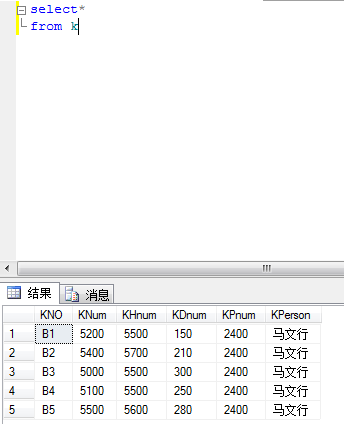 select*
from k
结果 消息
KNO KNum KHnum KDnum KPnum KPerson
1 B1 5200 5500 150 2400 马文行
2 B2 5400 5700 210 2400 马文行
3 B3 5000 5500 300 2400 马文行
4 B4 5100 5500 250 2400 马文行
5 B5 5500 5600 280 2400 马文行